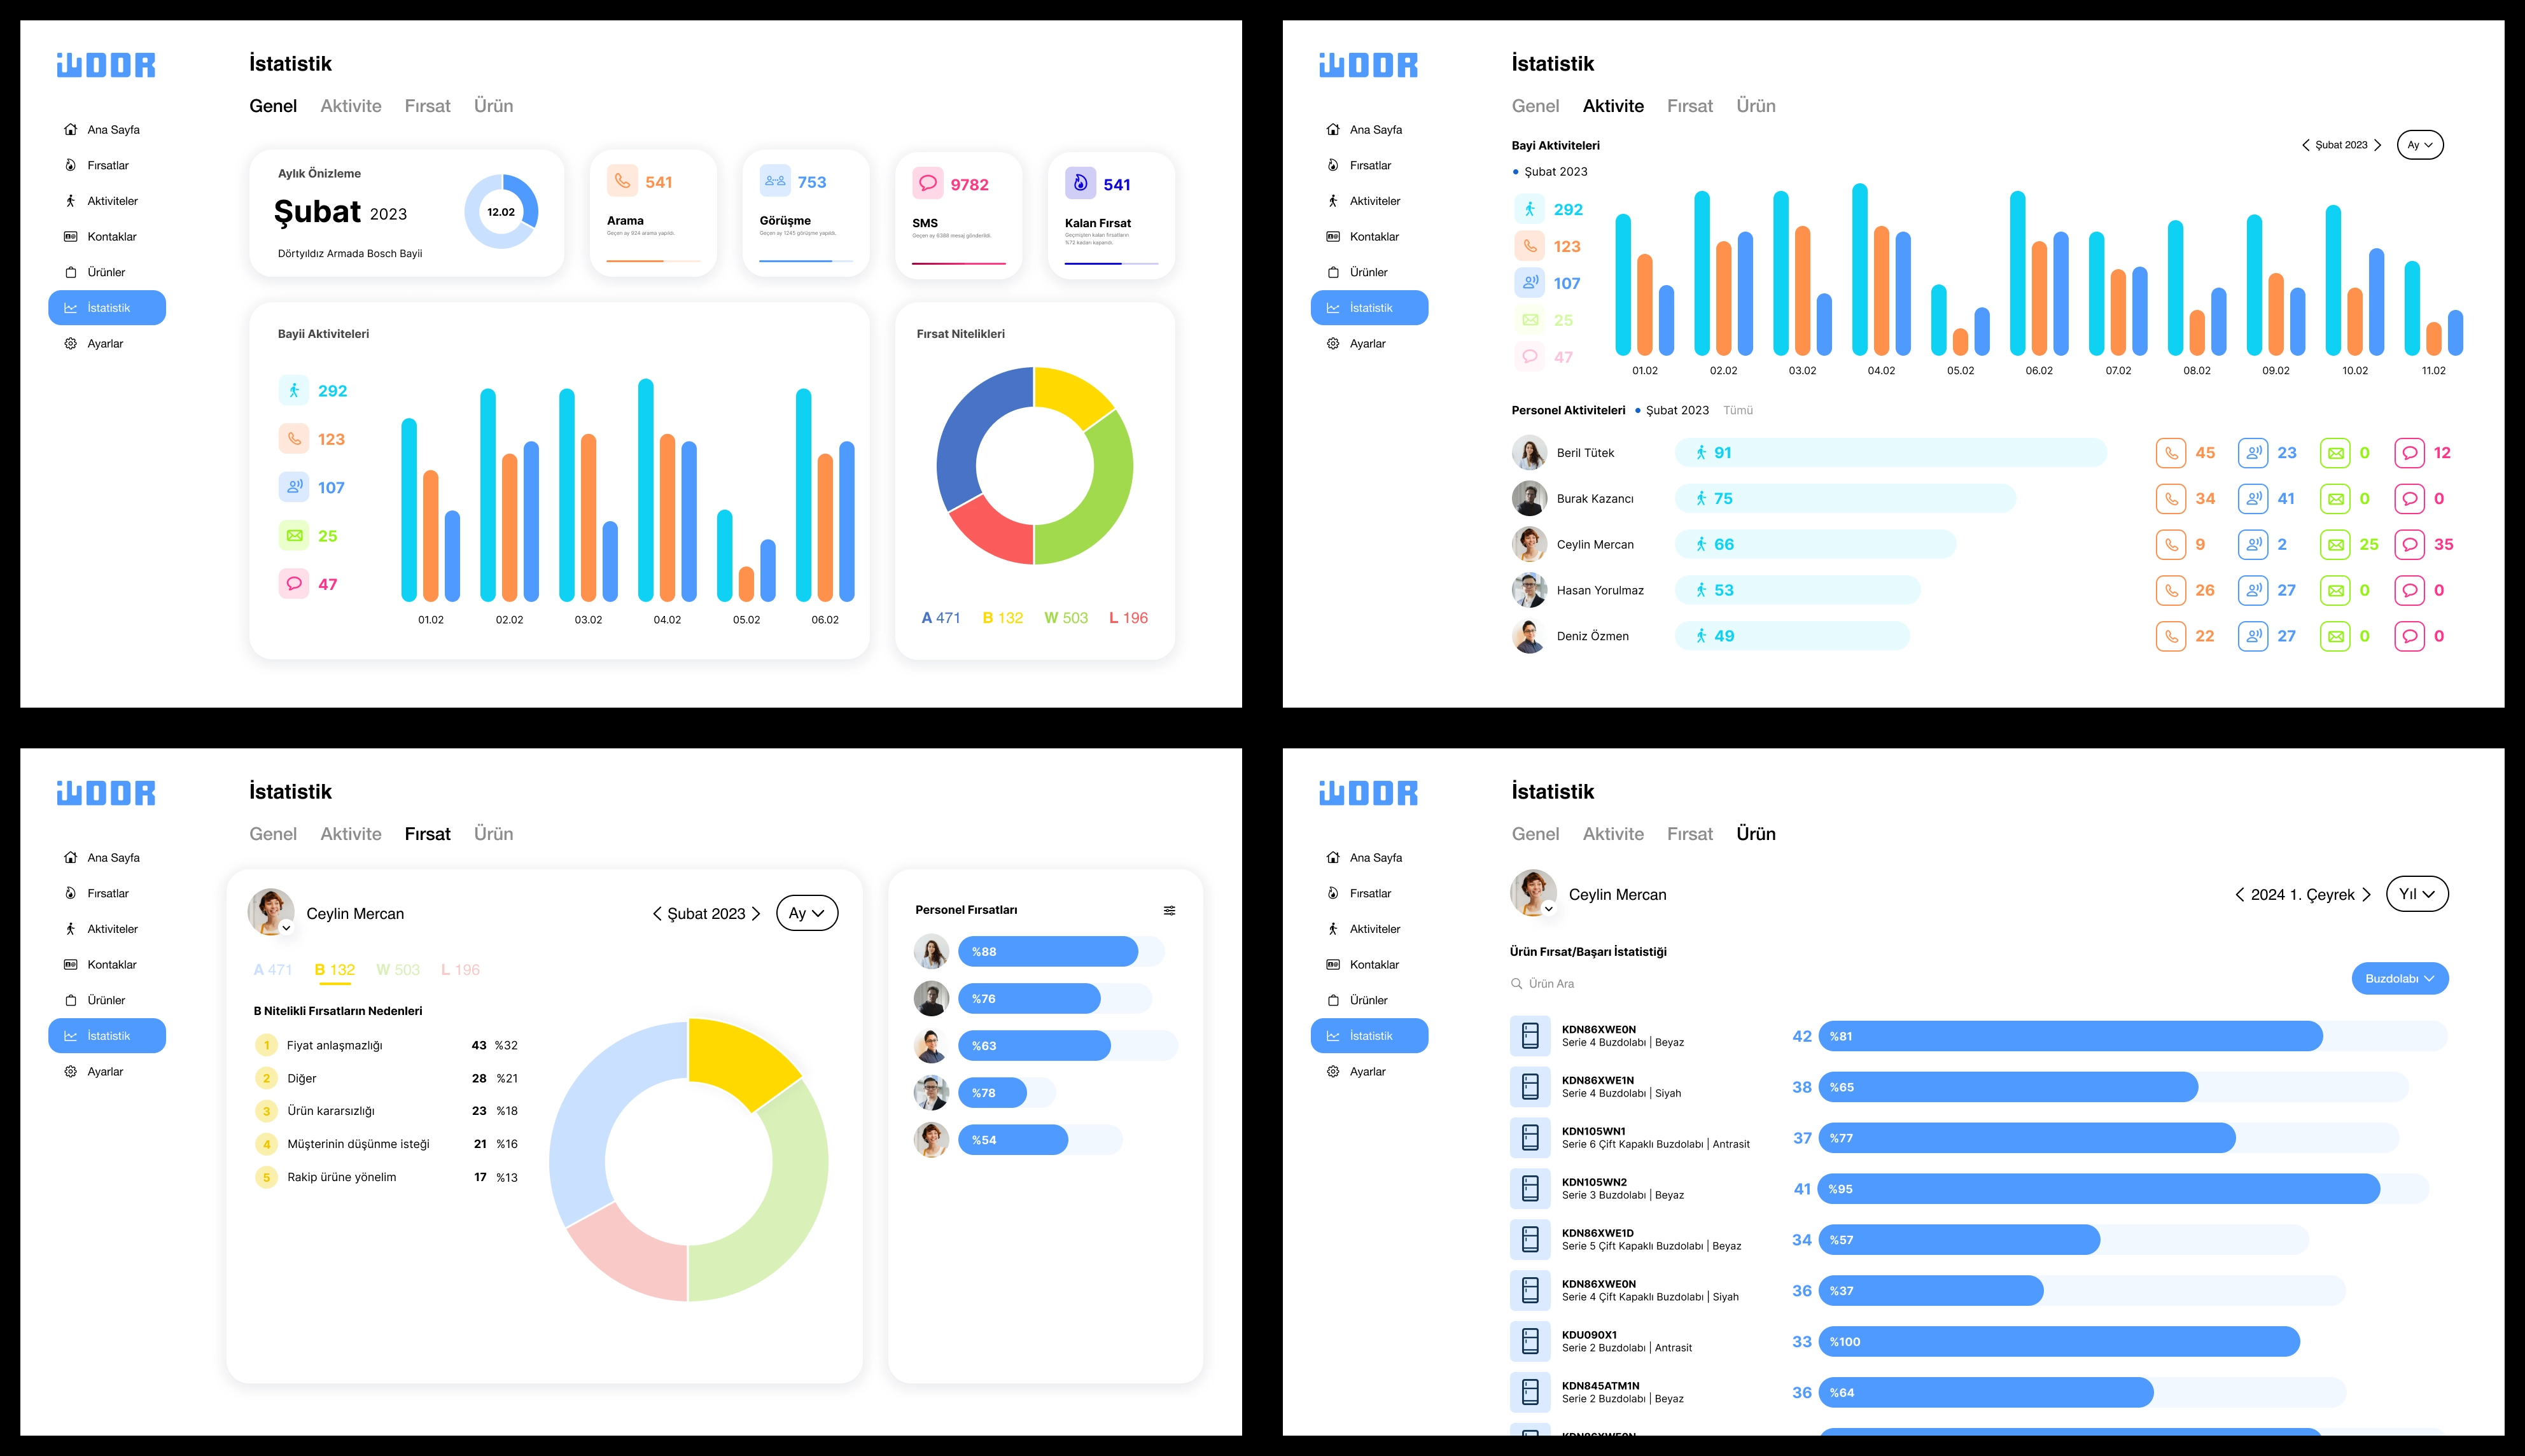 İWOOR
İstatistik
Genel Aktivite Fırsat Ürün
Ana Sayfa
Fırsatlar
Aktiviteler
Kontaklar
Ürünler
İstatistik
Ayarlar
Aylık Önizleme
Şubat 2023
Dörtyıldız Armada Bosch Bayii
12.02
541
Arama
Geçen ay 924 arama yapıldı.
753
Görüşme
Geçen ay 1245 görüşme yapıldı.
9782
SMS
Geçen ay 6388 mesaj gönderildi.
541
Kalan Fırsat
Geçmişten kalan fırsatların
%72 kadarı kapandı.
Bayii Aktiviteleri
292
123
107
25
47
01.02 02.02 03.02 04.02 05.02 06.02
Fırsat Nitelikleri
A 471 B 132 W 503 L 196
İstatistik
Genel Aktivite Fırsat Ürün
Ana Sayfa
Fırsatlar
Aktiviteler
Kontaklar
Ürünler
İstatistik
Ayarlar
Bayi Aktiviteleri
Şubat 2023
Ay
Şubat 2023
292
123
107
25
47
01.02 02.02 03.02 04.02 05.02 06.02 07.02 08.02 09.02 10.02 11.02
Personel Aktiviteleri Şubat 2023 Tümü
Beril Tütek 91 45 23 0 12
Burak Kazancı 75 34 41 0 0
Ceylin Mercan 66 9 2 25 35
Hasan Yorulmaz 53 26 27 0 0
Deniz Özmen 49 22 27 0 0
İstatistik
Genel Aktivite Fırsat Ürün
Ana Sayfa
Fırsatlar
Aktiviteler
Kontaklar
Ürünler
İstatistik
Ayarlar
Ceylin Mercan
Şubat 2023
Ay
A 471 B 132 W 503 L 196
B Nitelikli Fırsatların Nedenleri
1 Fiyat anlaşmazlığı 43 %32
2 Diğer 28 %21
3 Ürün kararsızlığı 23 %18
4 Müşterinin düşünme isteği 21 %16
5 Rakip ürüne yönelim 17 %13
Personel Fırsatları
%88
%76
%63
%78
%54
İstatistik
Genel Aktivite Fırsat Ürün
Ana Sayfa
Fırsatlar
Aktiviteler
Kontaklar
Ürünler
İstatistik
Ayarlar
Ceylin Mercan
2024 1. Çeyrek
Yıl
Ürün Fırsat/Başarı İstatistiği
Ürün Ara
Buzdolabı
KDN86XWE0N
Serie 4 Buzdolabı | Beyaz
42 %81
KDN86XWE1N
Serie 4 Buzdolabı | Siyah
38 %65
KDN105WN1
Serie 6 Çift Kapaklı Buzdolabı | Antrasit
37 %77
KDN105WN2
Serie 3 Buzdolabı | Beyaz
41 %95
KDN86XWE1D
Serie 5 Çift Kapaklı Buzdolabı | Beyaz
34 %57
KDN86XWE0N
Serie 4 Çift Kapaklı Buzdolabı | Siyah
36 %37
KDU090X1
Serie 2 Buzdolabı | Antrasit
33 %100
KDN845ATM1N
Serie 2 Buzdolabı | Beyaz
36 %64